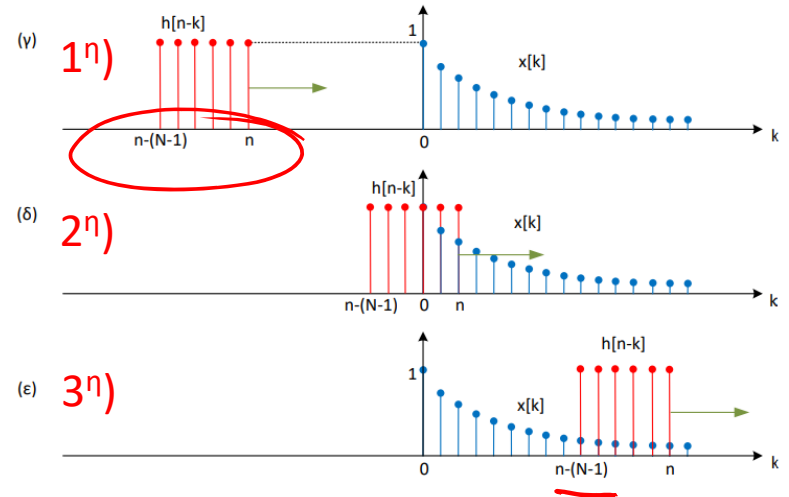 h[n-k]
(γ) 1η) 1 x[k]
n-(N-1) n 0 k
h[n-k]
(δ) 2η) x[k]
n-(N-1) 0 n k
h[n-k]
(ε) 3η) 1 x[k]
0 n-(N-1) n k